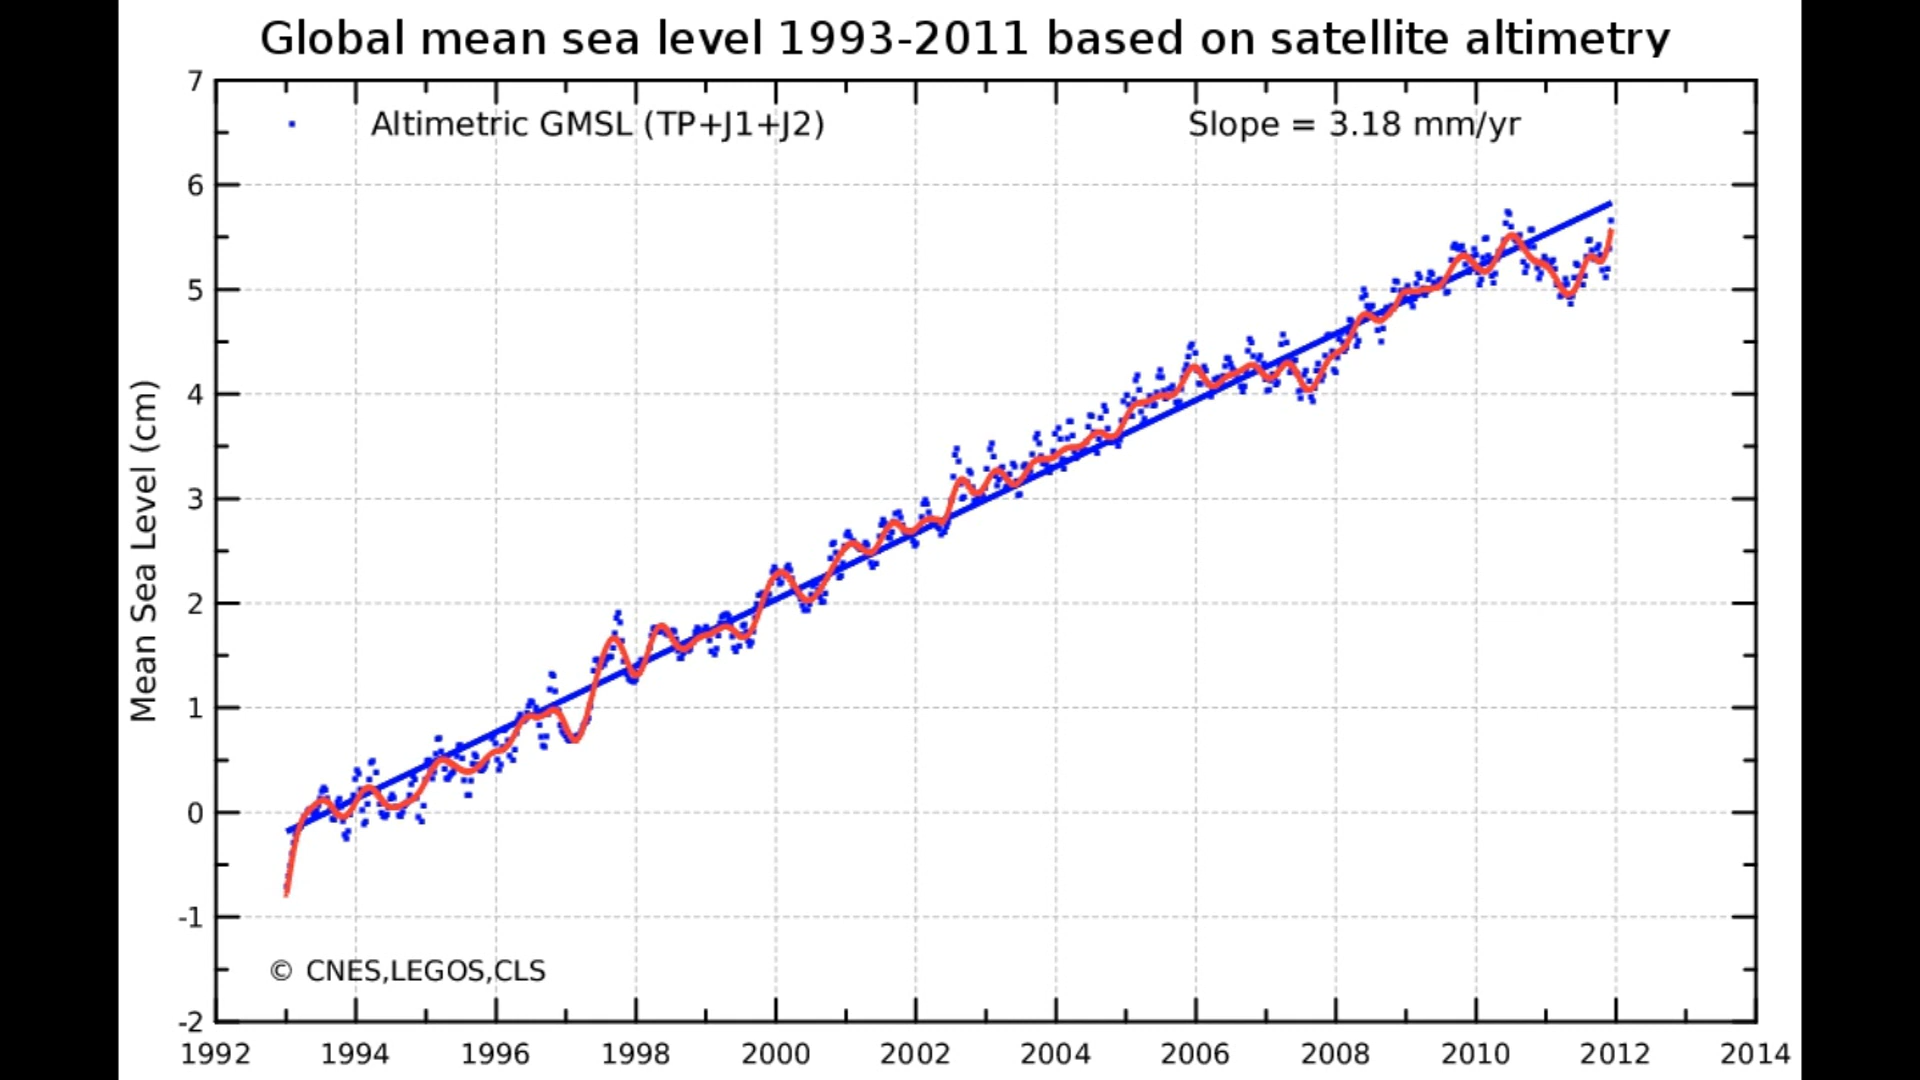 Global mean sea level 1993-2011 based on satellite altimetry
7
Altimetric GMSL (TP+J1+J2)
Slope = 3.18 mm/yr
6
5
4
3
2
1
0
-1
-2
Mean Sea Level (cm)
© CNES,LEGOS,CLS
1992 1994 1996 1998 2000 2002 2004 2006 2008 2010 2012 2014